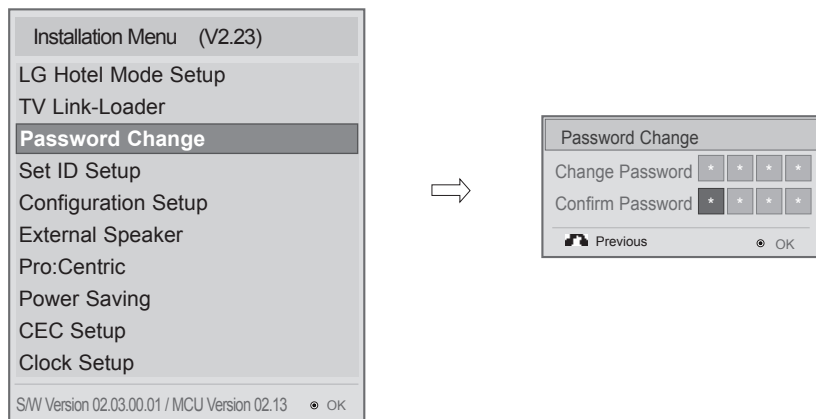 Installation Menu (V2.23)
LG Hotel Mode Setup
TV Link-Loader
Password Change
Set ID Setup
Configuration Setup
External Speaker
Pro:Centric
Power Saving
CEC Setup
Clock Setup
S/W Version 02.03.00.01 / MCU Version 02.13 ◉ OK
Password Change
Change Password * * * *
Confirm Password * * * *
Previous ◉ OK